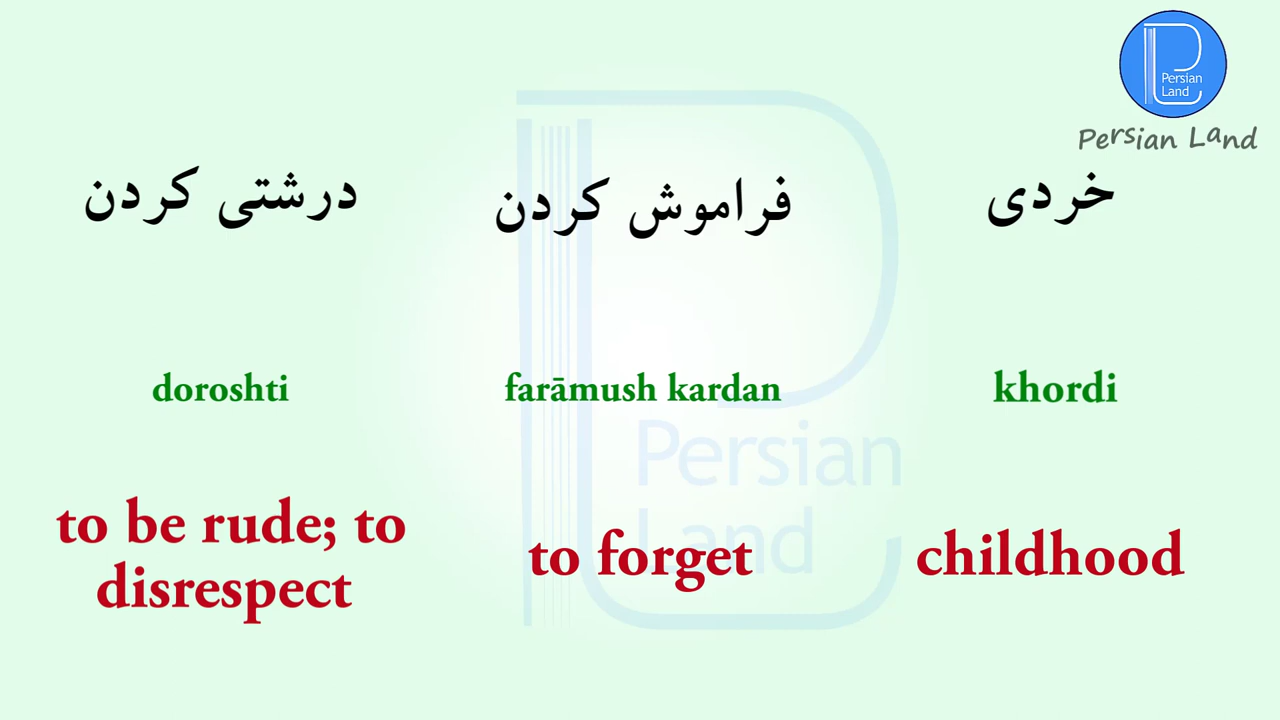 Persian
Land
Persian Land
خردی
فراموش کردن
درشتی کردن
khordi
farāmush kardan
doroshti
childhood
to forget
to be rude; to
disrespect
Persian
Land